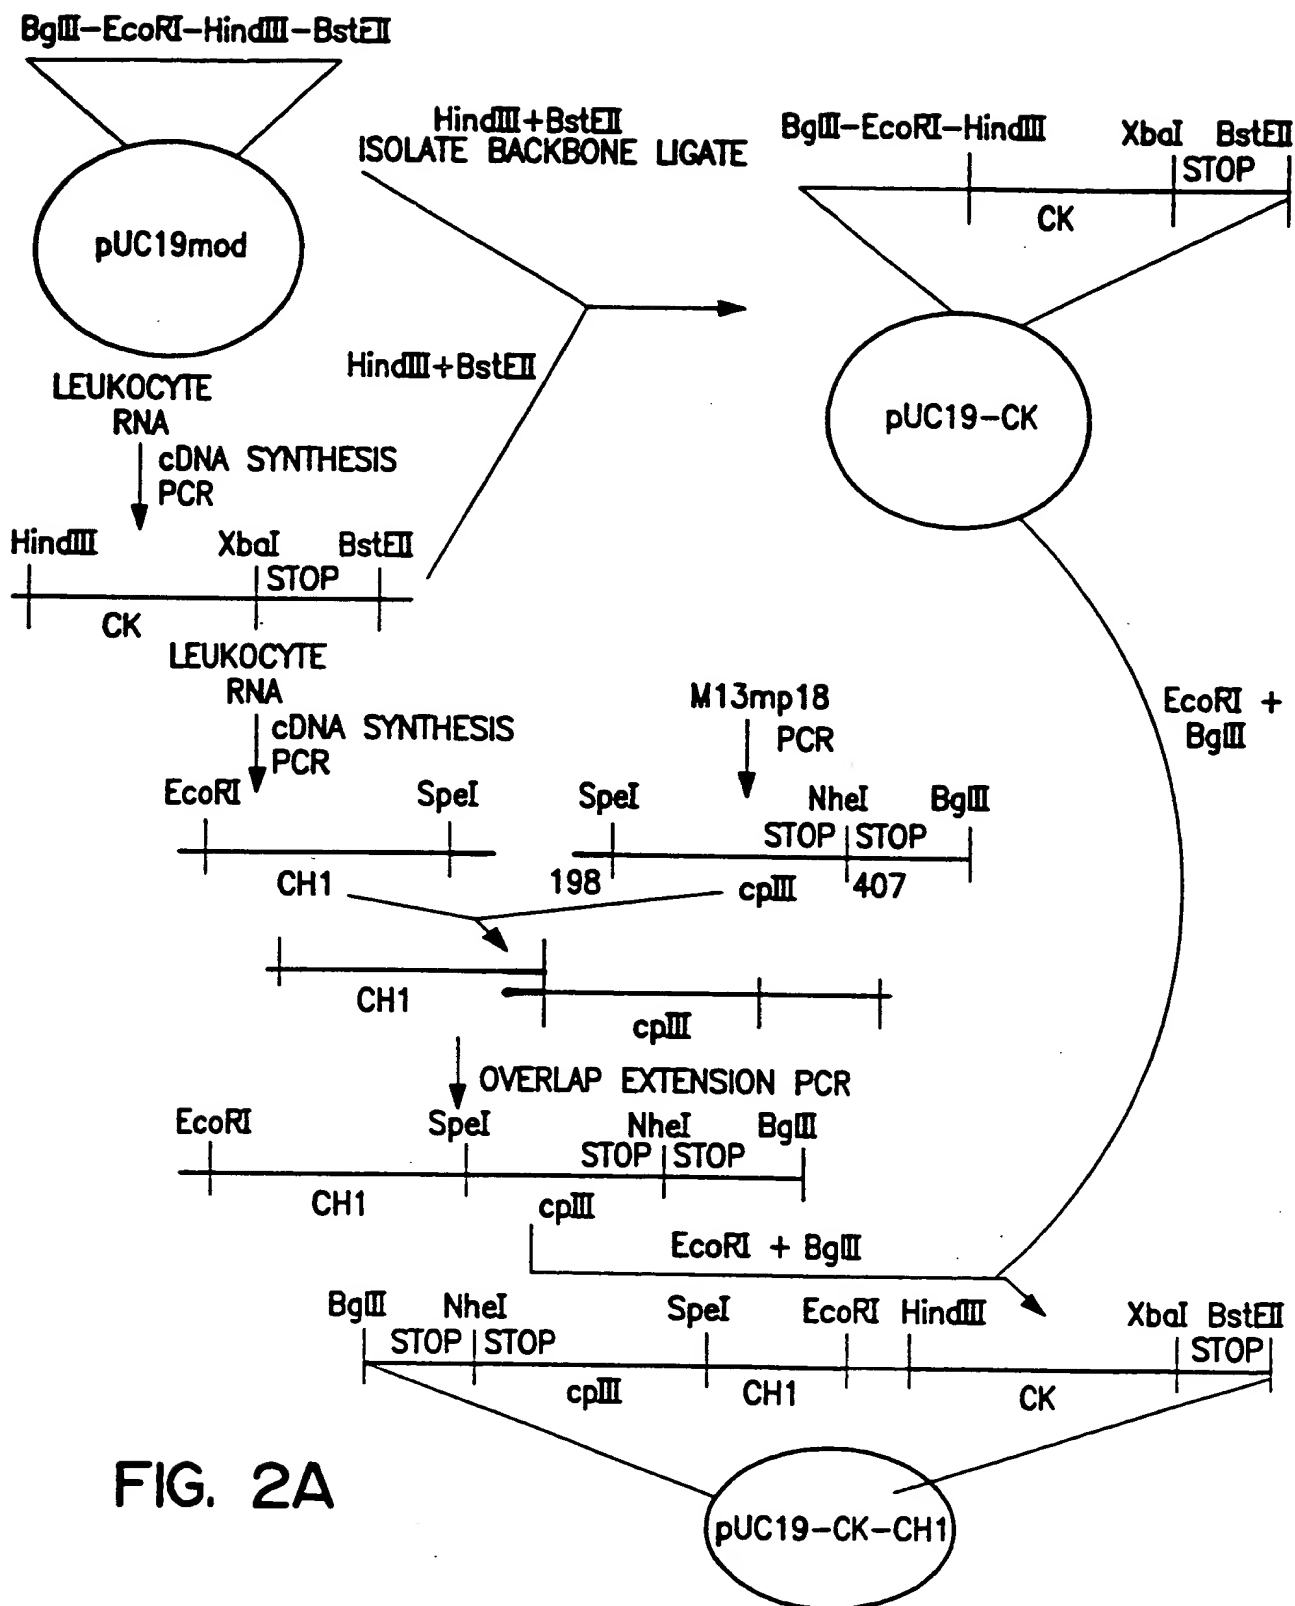 BglII-EcoRI-HindIII-BstEII
pUC19mod
HindIII+BstEII
ISOLATE BACKBONE LIGATE
BglII-EcoRI-HindIII
XbaI BstEII
STOP
CK
pUC19-CK
HindIII+BstEII
LEUKOCYTE
RNA
cDNA SYNTHESIS
PCR
HindIII XbaI BstEII
STOP
CK
LEUKOCYTE
RNA
cDNA SYNTHESIS
PCR
M13mp18
PCR
EcoRI +
BglII
EcoRI SpeI
CH1
SpeI NheI BglII
STOP STOP
198 cpIII 407
CH1
cpIII
OVERLAP EXTENSION PCR
EcoRI SpeI NheI BglII
STOP STOP
CH1 cpIII
EcoRI + BglII
BglII NheI SpeI EcoRI HindIII XbaI BstEII
STOP STOP STOP
cpIII CH1 CK
pUC19-CK-CH1
FIG. 2A